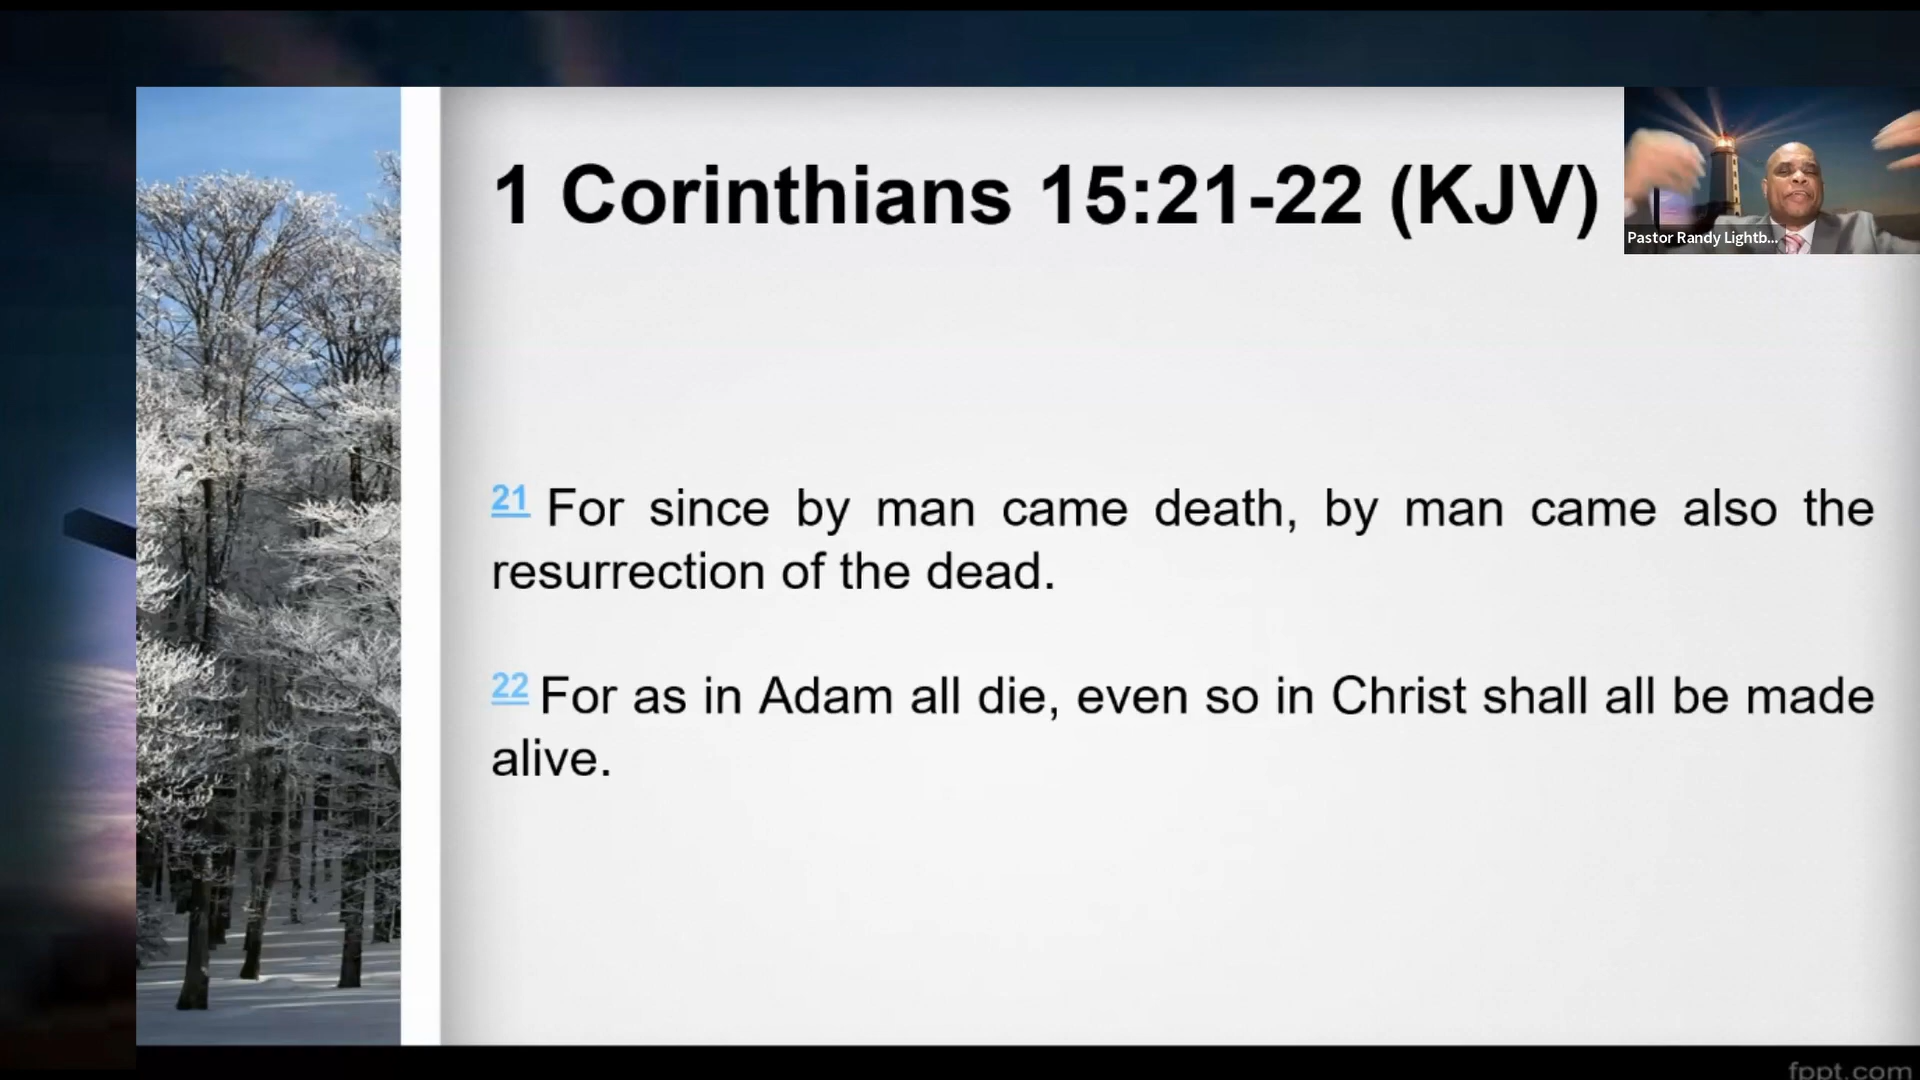 1 Corinthians 15:21-22 (KJV)
Pastor Randy Lightb...
21 For since by man came death, by man came also the
resurrection of the dead.
22 For as in Adam all die, even so in Christ shall all be made
alive.
fppt.com